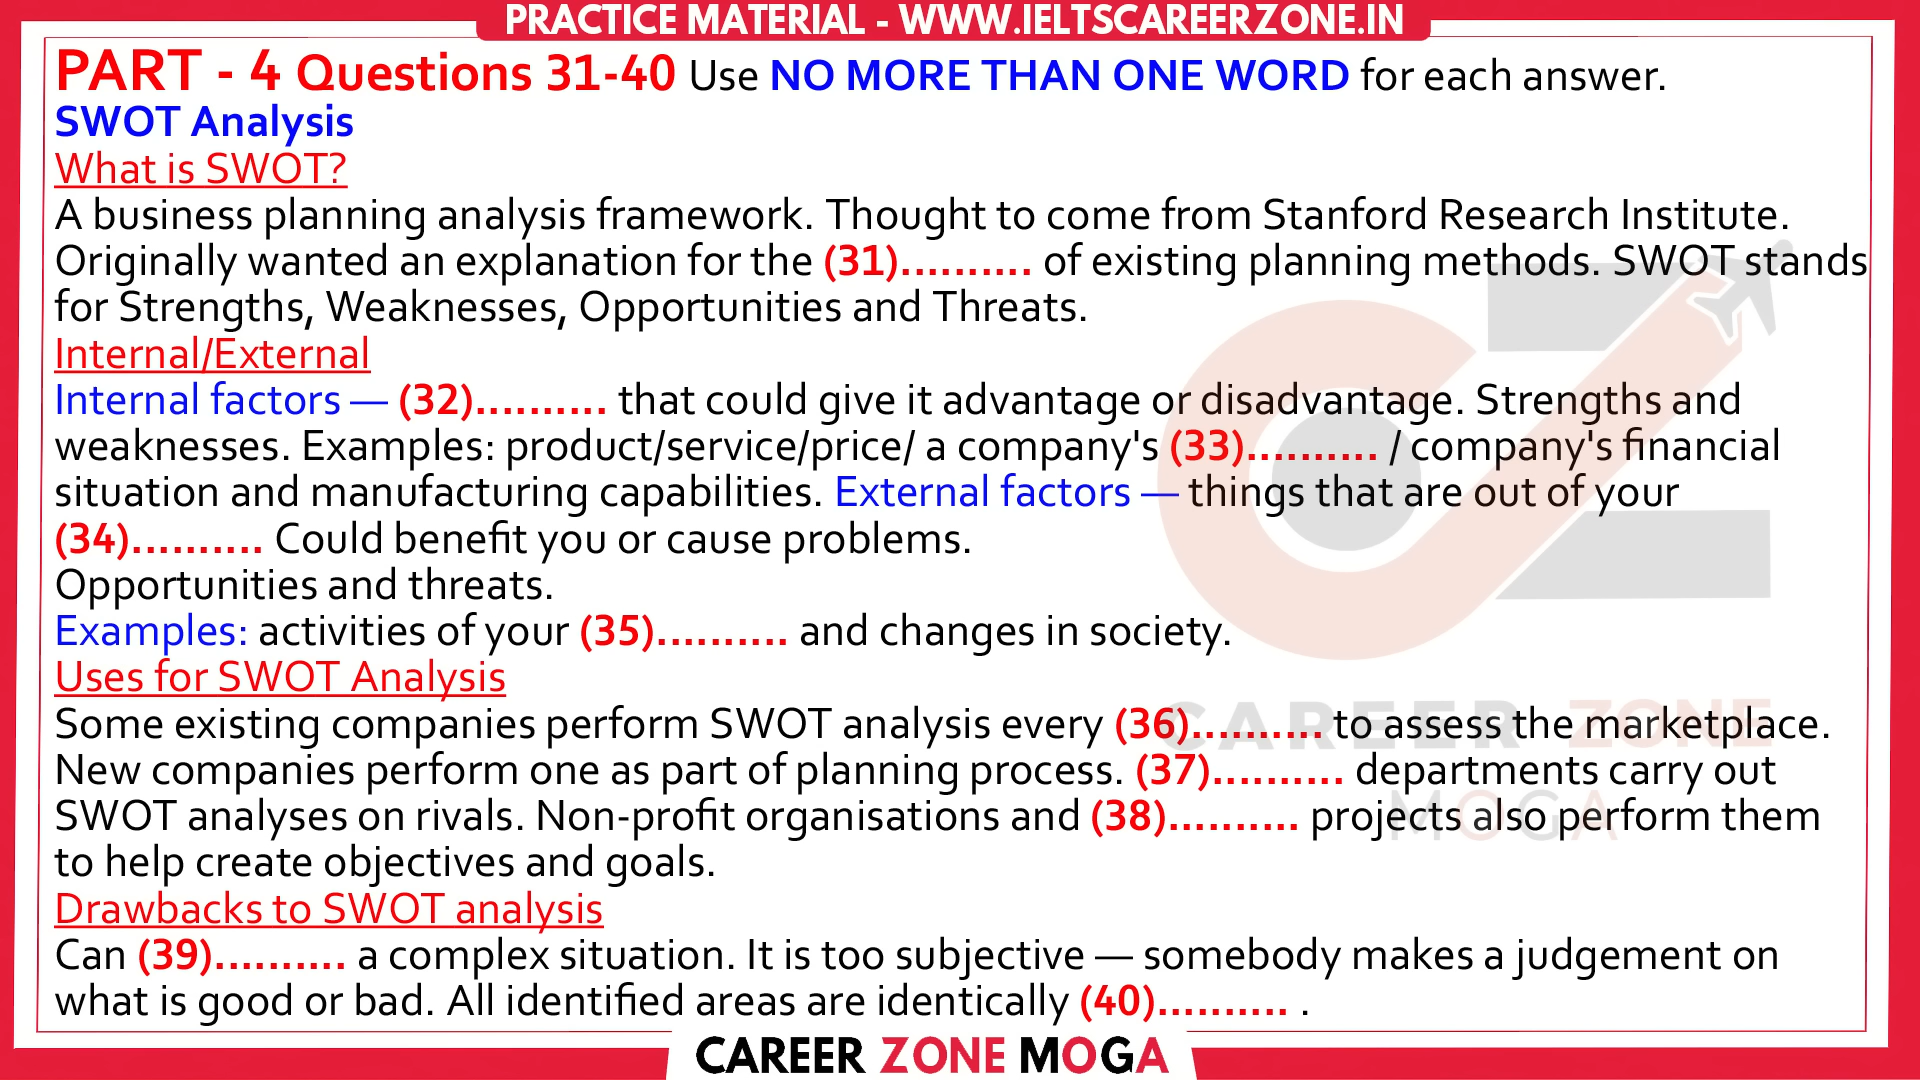 PRACTICE MATERIAL - WWW.IELTSCAREERZONE.IN
PART - 4 Questions 31-40 Use NO MORE THAN ONE WORD for each answer.
SWOT Analysis
What is SWOT?
A business planning analysis framework. Thought to come from Stanford Research Institute.
Originally wanted an explanation for the (31).......... of existing planning methods. SWOT stands
for Strengths, Weaknesses, Opportunities and Threats.
Internal/External
Internal factors — (32).......... that could give it advantage or disadvantage. Strengths and
weaknesses. Examples: product/service/price/ a company's (33).......... / company's financial
situation and manufacturing capabilities. External factors — things that are out of your
(34).......... Could benefit you or cause problems.
Opportunities and threats.
Examples: activities of your (35).......... and changes in society.
Uses for SWOT Analysis
Some existing companies perform SWOT analysis every (36).......... to assess the marketplace.
New companies perform one as part of planning process. (37).......... departments carry out
SWOT analyses on rivals. Non-profit organisations and (38).......... projects also perform them
to help create objectives and goals.
Drawbacks to SWOT analysis
Can (39).......... a complex situation. It is too subjective — somebody makes a judgement on
what is good or bad. All identified areas are identically (40).......... .
CAREER ZONE
MOGA
CAREER ZONE MOGA